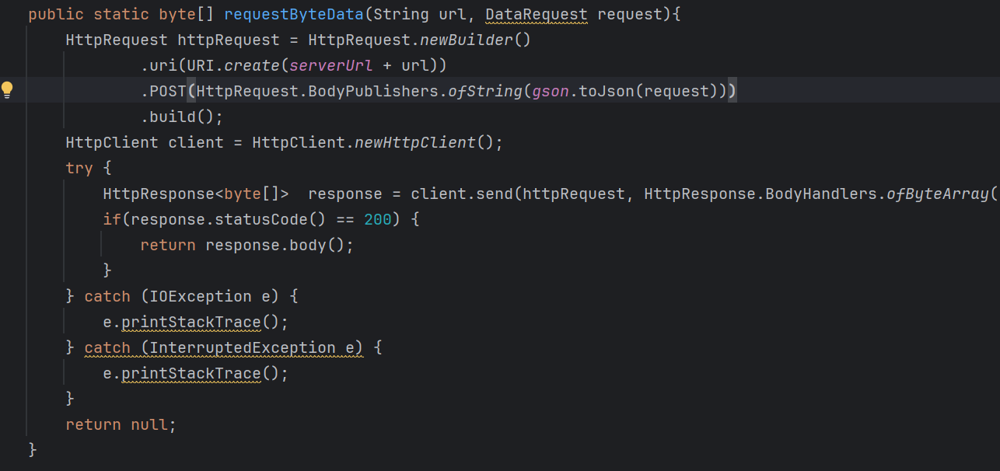 public static byte[] requestByteData(String url, DataRequest request){
HttpRequest httpRequest = HttpRequest.newBuilder()
.uri(URI.create(serverUrl + url))
.POST(HttpRequest.BodyPublishers.ofString(gson.toJson(request)))
.build();
HttpClient client = HttpClient.newHttpClient();
try {
HttpResponse<byte[]>  response = client.send(httpRequest, HttpResponse.BodyHandlers.ofByteArray(
if(response.statusCode() == 200) {
return response.body();
}
} catch (IOException e) {
e.printStackTrace();
} catch (InterruptedException e) {
e.printStackTrace();
}
return null;
}